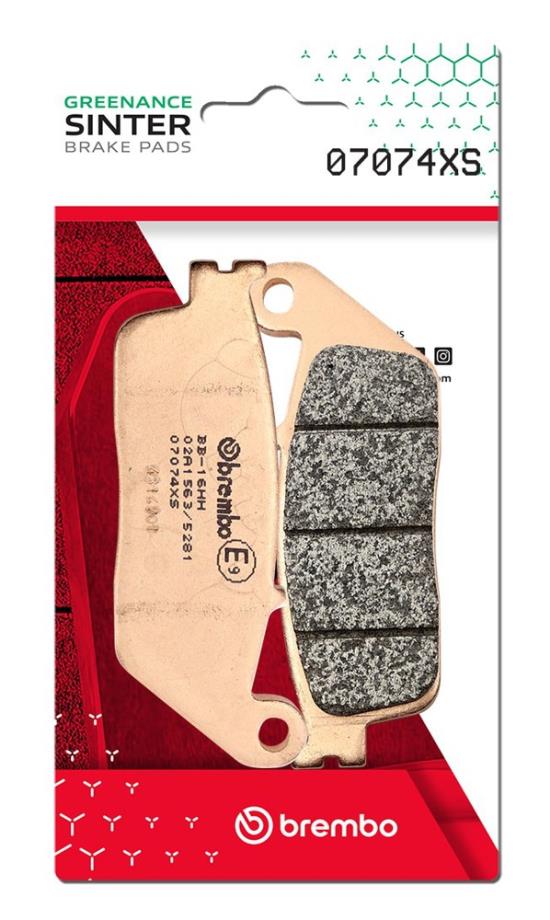 GREENANCE
SINTER
BRAKE PADS
07074XS
brembo
E9
BB-16HH
02A1563/5281
07074XS
brembo